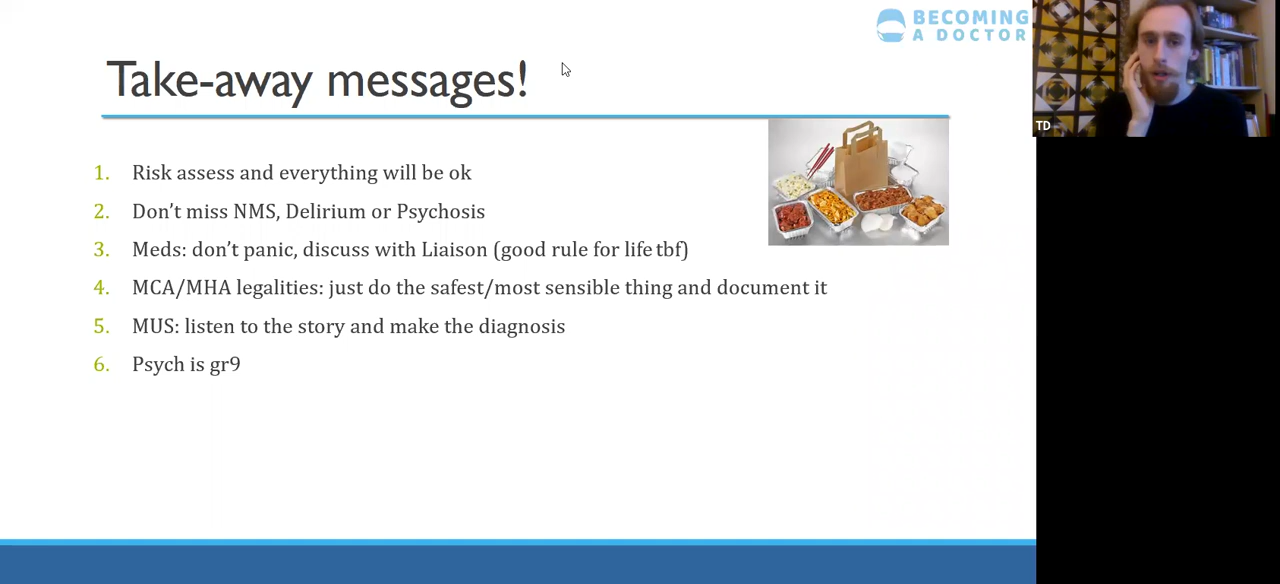 BECOMING
A DOCTOR
Take-away messages!
TD
1. Risk assess and everything will be ok
2. Don't miss NMS, Delirium or Psychosis
3. Meds: don't panic, discuss with Liaison (good rule for life tbf)
4. MCA/MHA legalities: just do the safest/most sensible thing and document it
5. MUS: listen to the story and make the diagnosis
6. Psych is gr9